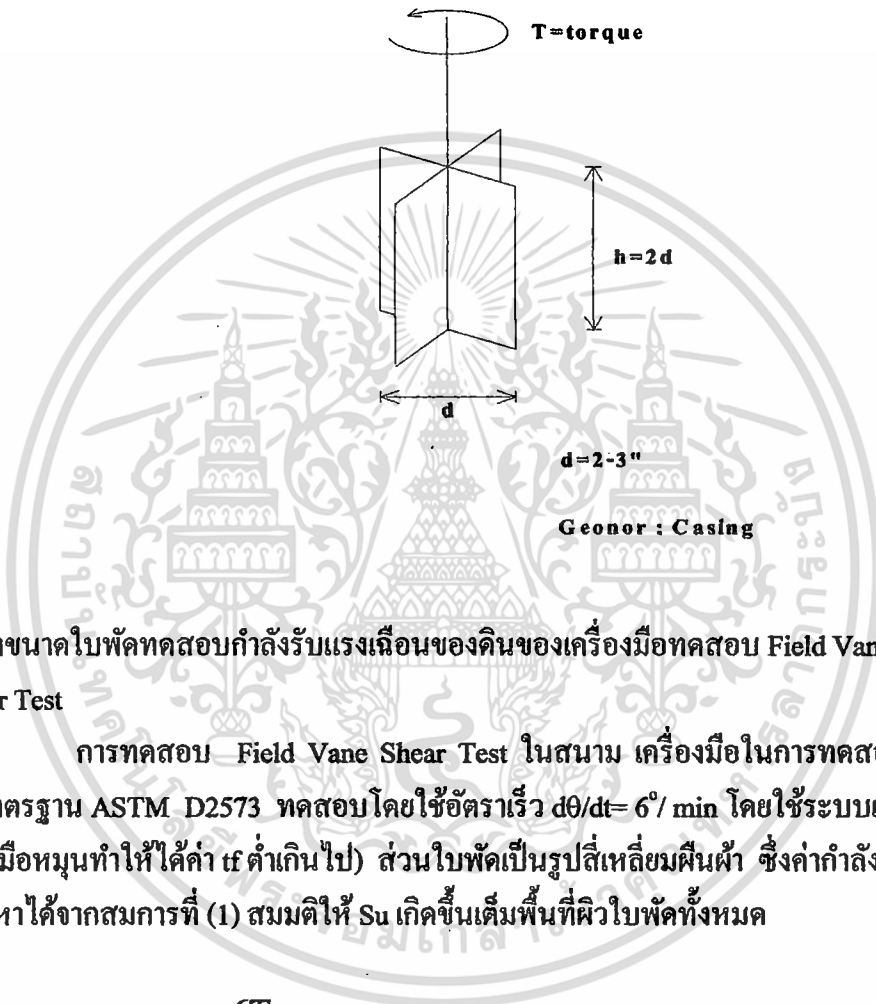 T=torque
h=2d
d
d=2-3"
Geonor : Casing
ขนาดใบพัดทดสอบกำลังรับแรงเฉือนของดินของเครื่องมือทดสอบ Field Van
r Test
การทดสอบ Field Vane Shear Test ในสนาม เครื่องมือในการทดส
ตรฐาน ASTM D2573 ทดสอบโดยใช้อัตราเร็ว dθ/dt= 6°/ min โดยใช้ระบบเ
มือหมุนทำให้ได้ค่า tf ต่ำเกินไป) ส่วนใบพัดเป็นรูปสี่เหลี่ยมผืนผ้า ซึ่งค่ากำลัง
หาได้จากสมการที่ (1) สมมติให้ Su เกิดขึ้นเต็มพื้นที่ผิวใบพัดทั้งหมด